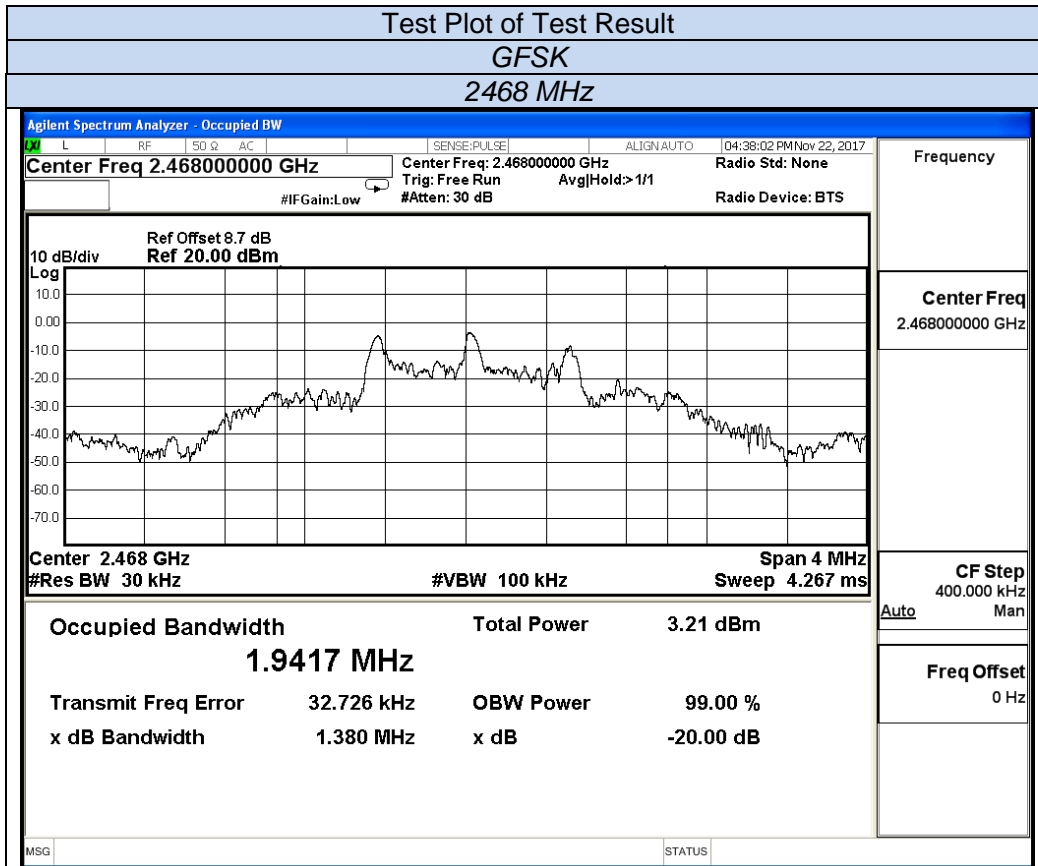 Test Plot of Test Result
GFSK
2468 MHz
Agilent Spectrum Analyzer - Occupied BW
LXI L RF 50 Ω AC SENSE:PULSE ALIGN AUTO 04:38:02 PM Nov 22, 2017
Center Freq 2.468000000 GHz
Center Freq: 2.468000000 GHz
Radio Std: None
Trig: Free Run Avg|Hold:>1/1
#IFGain:Low
#Atten: 30 dB
Radio Device: BTS
Ref Offset 8.7 dB
10 dB/div Ref 20.00 dBm
Log
10.0
0.00
-10.0
-20.0
-30.0
-40.0
-50.0
-60.0
-70.0
Center 2.468 GHz Span 4 MHz
#Res BW 30 kHz #VBW 100 kHz Sweep 4.267 ms
Occupied Bandwidth Total Power 3.21 dBm
1.9417 MHz
Transmit Freq Error 32.726 kHz OBW Power 99.00 %
x dB Bandwidth 1.380 MHz x dB -20.00 dB
MSG STATUS
Frequency
Center Freq
2.468000000 GHz
CF Step
400.000 kHz
Auto Man
Freq Offset
0 Hz